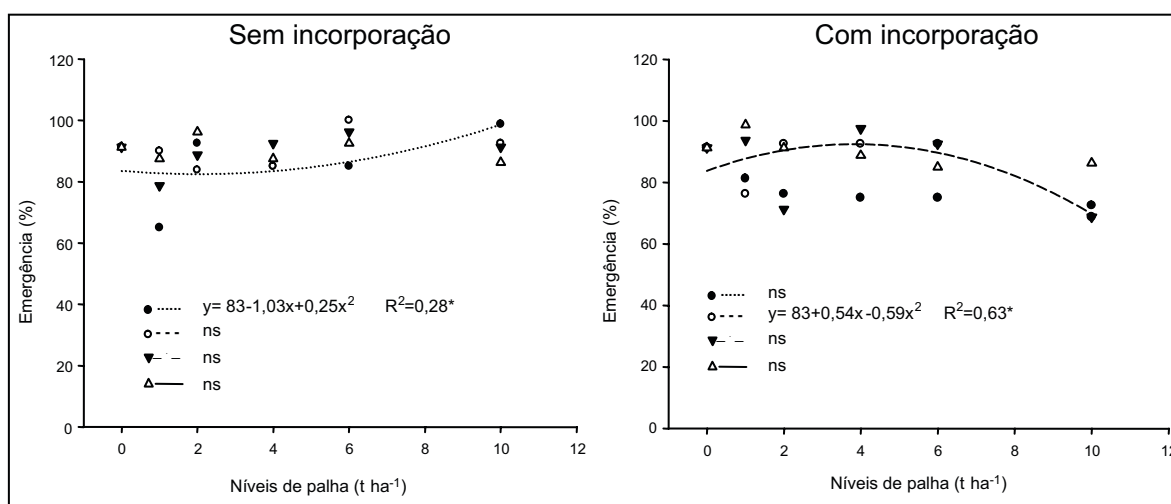 Sem incorporação
120
100
80
60
40
20
0
Emergência (%)
y= 83-1,03x+0,25x² R²=0,28*
ns
ns
ns
0 2 4 6 8 10 12
Níveis de palha (t ha⁻¹)
Com incorporação
120
100
80
60
40
20
0
Emergência (%)
ns
y= 83+0,54x-0,59x² R²=0,63*
ns
ns
0 2 4 6 8 10 12
Níveis de palha (t ha⁻¹)